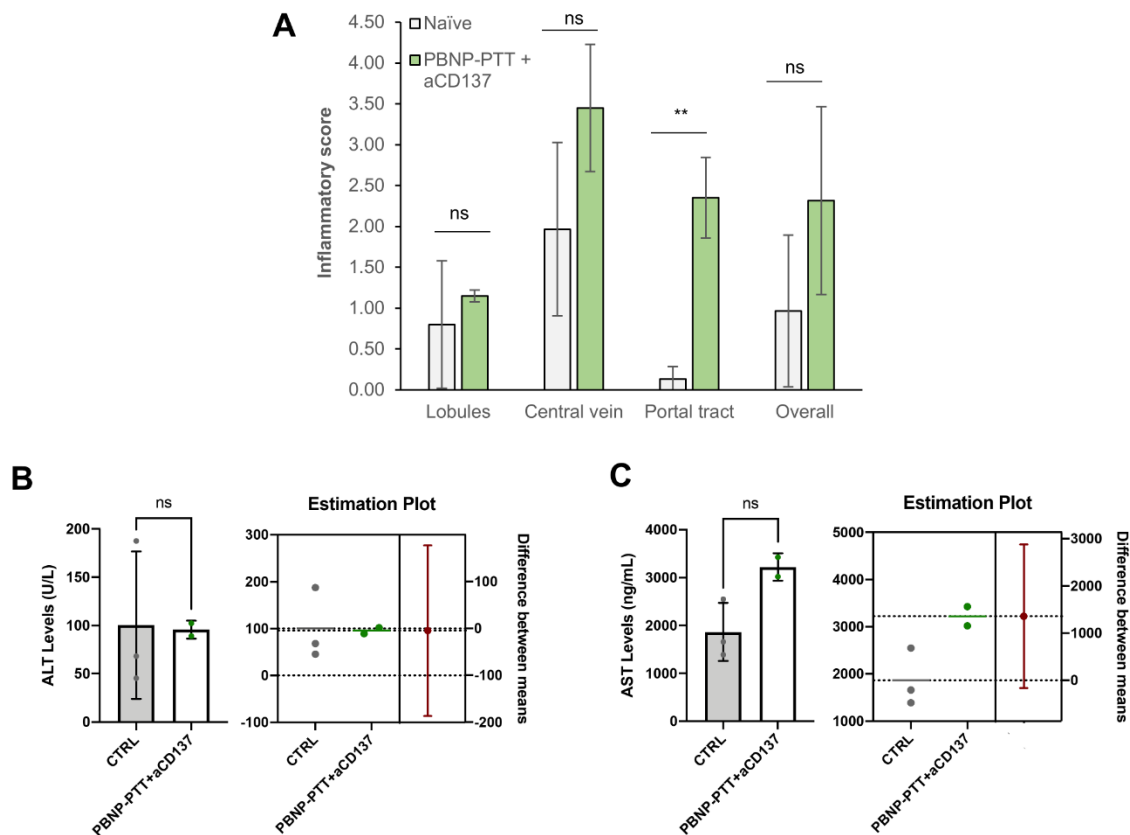 A
Inflammatory score
4.50
4.00
3.50
3.00
2.50
2.00
1.50
1.00
0.50
0.00
Naïve
PBNP-PTT +
aCD137
ns
ns
**
ns
Lobules
Central vein
Portal tract
Overall
B
ALT Levels (U/L)
200
150
100
50
0
ns
CTRL
PBNP-PTT+aCD137
Estimation Plot
300
200
100
0
-100
CTRL
PBNP-PTT+aCD137
100
0
-100
-200
Difference between means
C
AST Levels (ng/mL)
4000
3000
2000
1000
0
ns
CTRL
PBNP-PTT+aCD137
Estimation Plot
5000
4000
3000
2000
1000
CTRL
PBNP-PTT+aCD137
3000
2000
1000
0
Difference between means